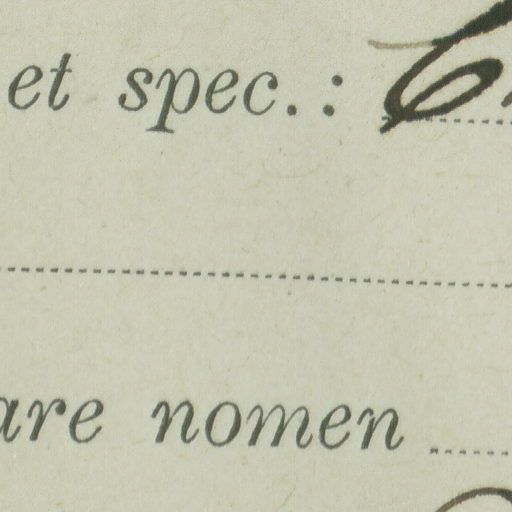 et spec.:
are nomen